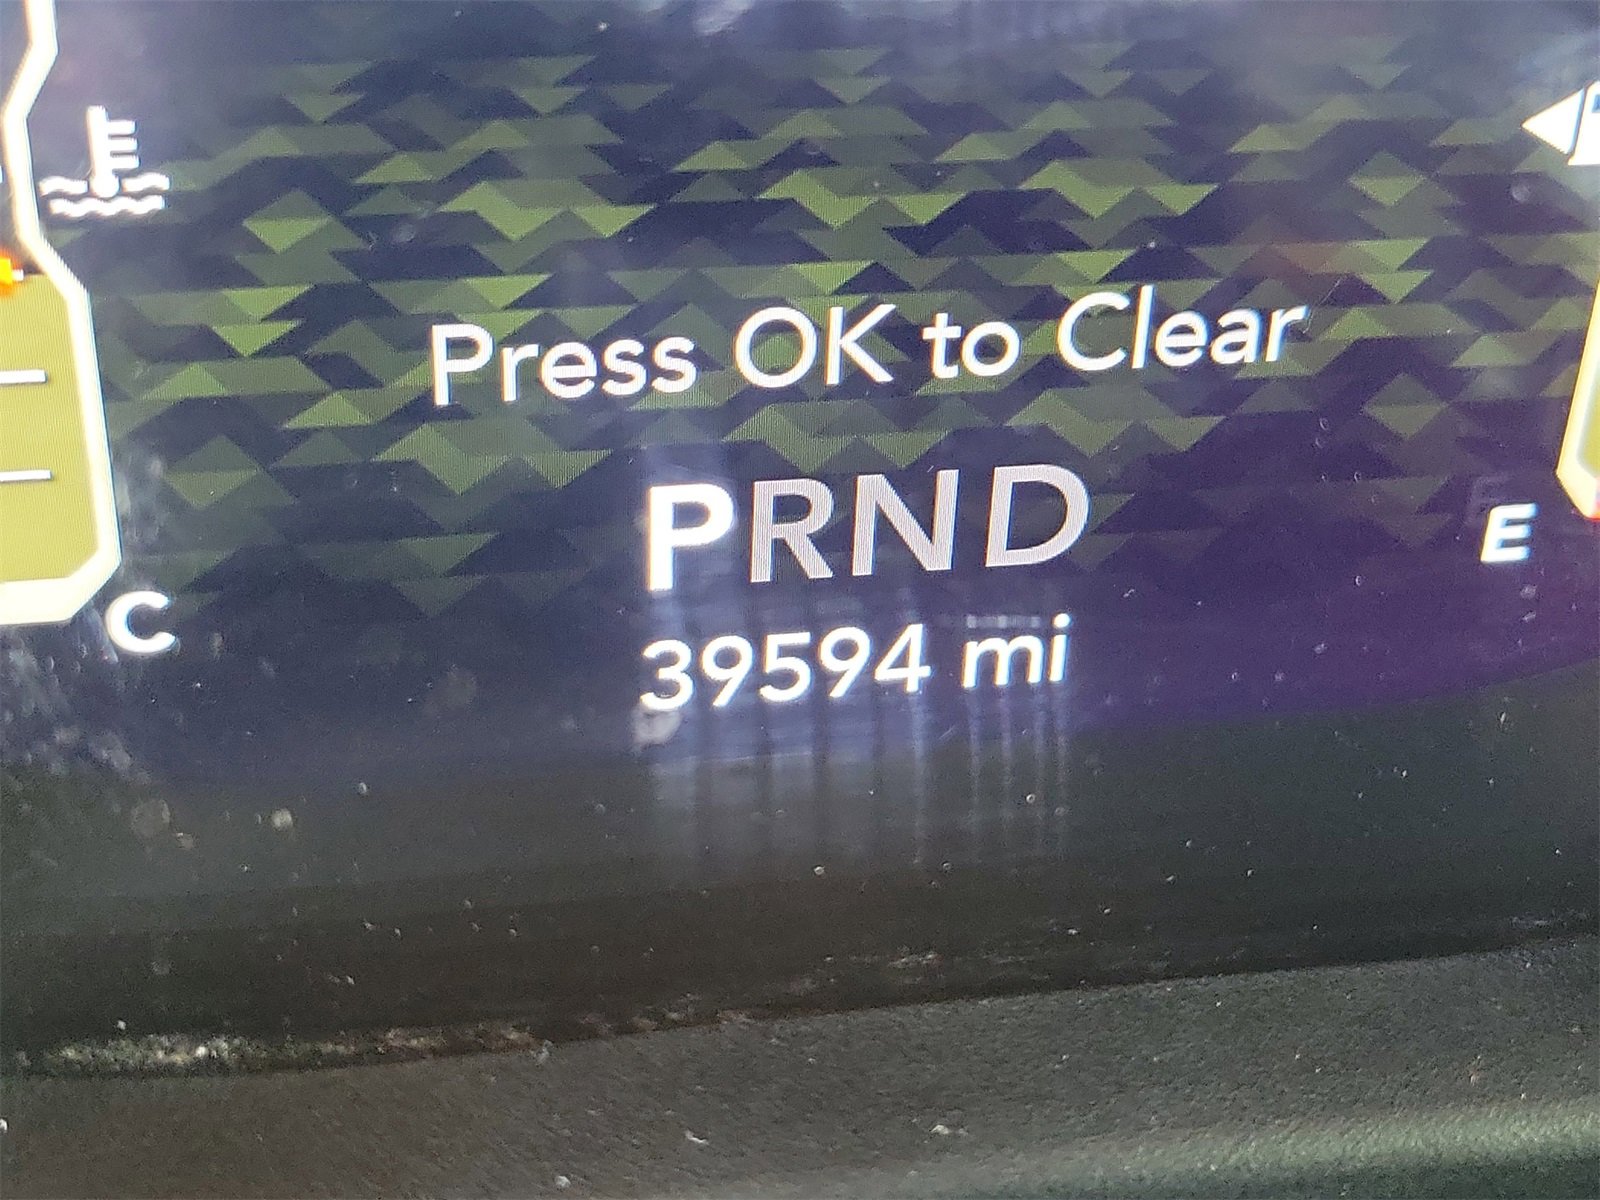 Press OK to Clear
PRND
E
C
39594 mi